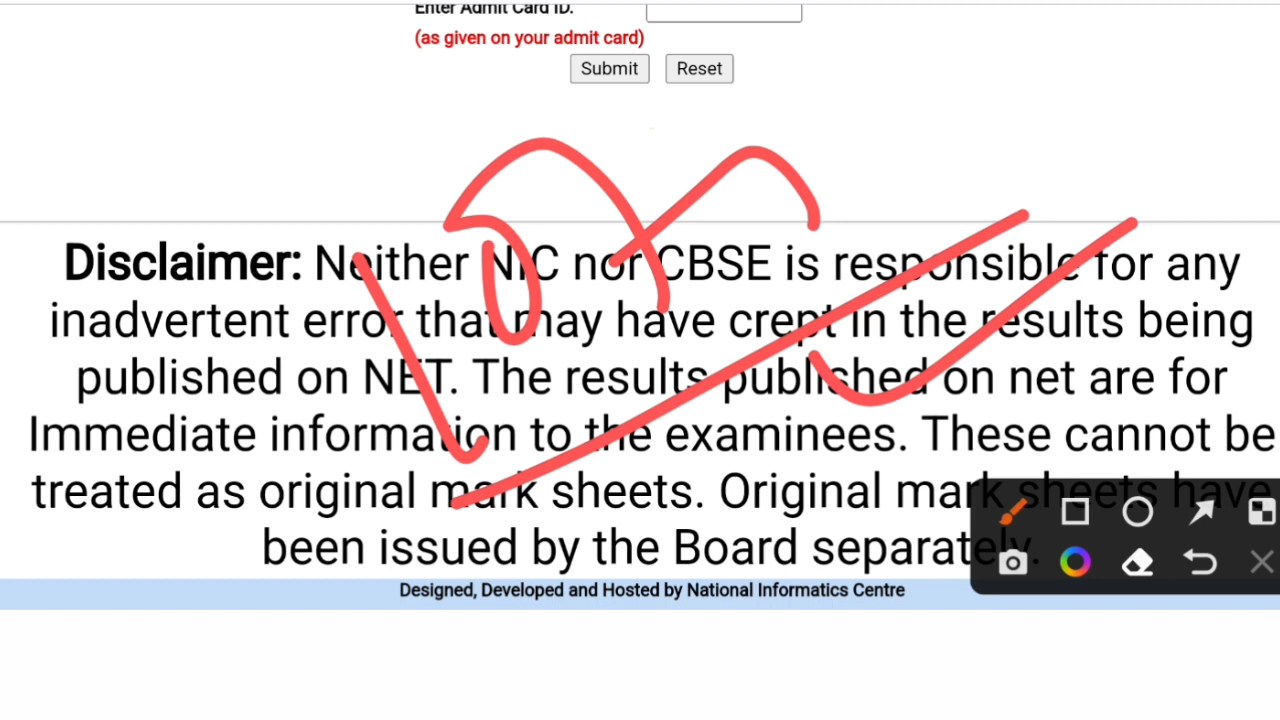 Enter Admit Card ID:
(as given on your admit card)
Submit Reset
Disclaimer: Neither NIC nor CBSE is responsible for any
inadvertent error that may have crept in the results being
published on NET. The results published on net are for
Immediate information to the examinees. These cannot be
treated as original mark sheets. Original mark sheets have
been issued by the Board separately.
Designed, Developed and Hosted by National Informatics Centre